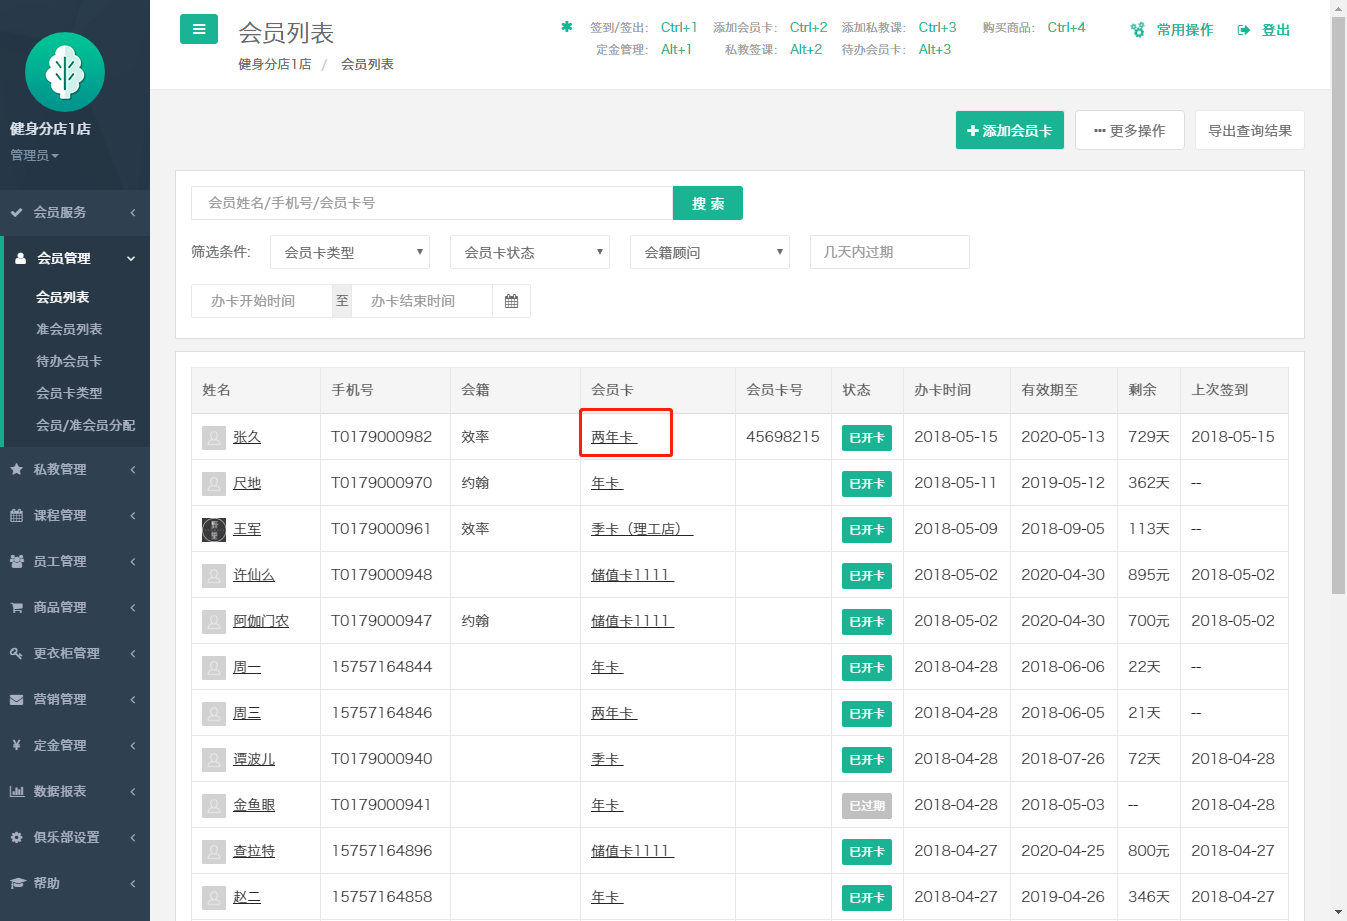 健身分店1店
管理员
会员服务
会员管理
会员列表
准会员列表
待办会员卡
会员卡类型
会员/准会员分配
私教管理
课程管理
员工管理
商品管理
更衣柜管理
营销管理
定金管理
数据报表
俱乐部设置
帮助
会员列表
健身分店1店 / 会员列表
签到/签出: Ctrl+1 添加会员卡: Ctrl+2 添加私教课: Ctrl+3 购买商品: Ctrl+4
定金管理: Alt+1 私教签课: Alt+2 待办会员卡: Alt+3
常用操作 登出
添加会员卡 更多操作 导出查询结果
会员姓名/手机号/会员卡号 搜 索
筛选条件: 会员卡类型 会员卡状态 会籍顾问 几天内过期
办卡开始时间 至 办卡结束时间
姓名 手机号 会籍 会员卡 会员卡号 状态 办卡时间 有效期至 剩余 上次签到
张久 T0179000982 效率 两年卡 45698215 已开卡 2018-05-15 2020-05-13 729天 2018-05-15
尺地 T0179000970 约翰 年卡 已开卡 2018-05-11 2019-05-12 362天 --
王军 T0179000961 效率 季卡（理工店） 已开卡 2018-05-09 2018-09-05 113天 --
许仙么 T0179000948 储值卡1111 已开卡 2018-05-02 2020-04-30 895元 2018-05-02
阿伽门农 T0179000947 约翰 储值卡1111 已开卡 2018-05-02 2020-04-30 700元 2018-05-02
周一 15757164844 年卡 已开卡 2018-04-28 2018-06-06 22天 --
周三 15757164846 两年卡 已开卡 2018-04-28 2018-06-05 21天 --
谭波儿 T0179000940 季卡 已开卡 2018-04-28 2018-07-26 72天 2018-04-28
金鱼眼 T0179000941 年卡 已过期 2018-04-28 2018-05-03 -- 2018-04-28
查拉特 15757164896 储值卡1111 已开卡 2018-04-27 2020-04-25 800元 2018-04-27
赵二 15757164858 年卡 已开卡 2018-04-27 2019-04-26 346天 2018-04-27